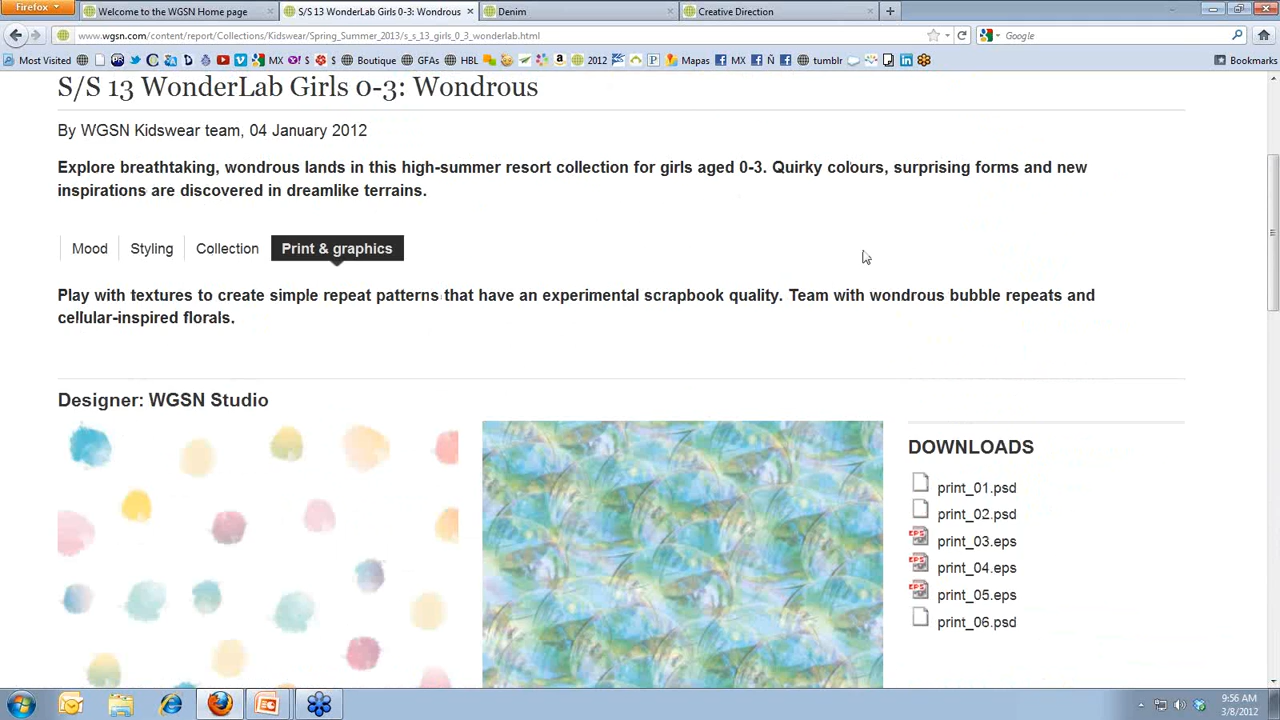 Firefox
Welcome to the WGSN Home page
S/S 13 WonderLab Girls 0-3: Wondrous
Denim
Creative Direction
www.wgsn.com/content/report/Collections/Kidswear/Spring_Summer_2013/s_s_13_girls_0_3_wonderlab.html
Google
Most Visited
MX
S
S
Boutique
GFAs
HBL
2012
Mapas
MX
Ñ
tumblr
Bookmarks
S/S 13 WonderLab Girls 0-3: Wondrous
By WGSN Kidswear team, 04 January 2012
Explore breathtaking, wondrous lands in this high-summer resort collection for girls aged 0-3. Quirky colours, surprising forms and new
inspirations are discovered in dreamlike terrains.
Mood
Styling
Collection
Print & graphics
Play with textures to create simple repeat patterns that have an experimental scrapbook quality. Team with wondrous bubble repeats and
cellular-inspired florals.
Designer: WGSN Studio
DOWNLOADS
print_01.psd
print_02.psd
EPS print_03.eps
EPS print_04.eps
EPS print_05.eps
print_06.psd
9:56 AM
3/8/2012